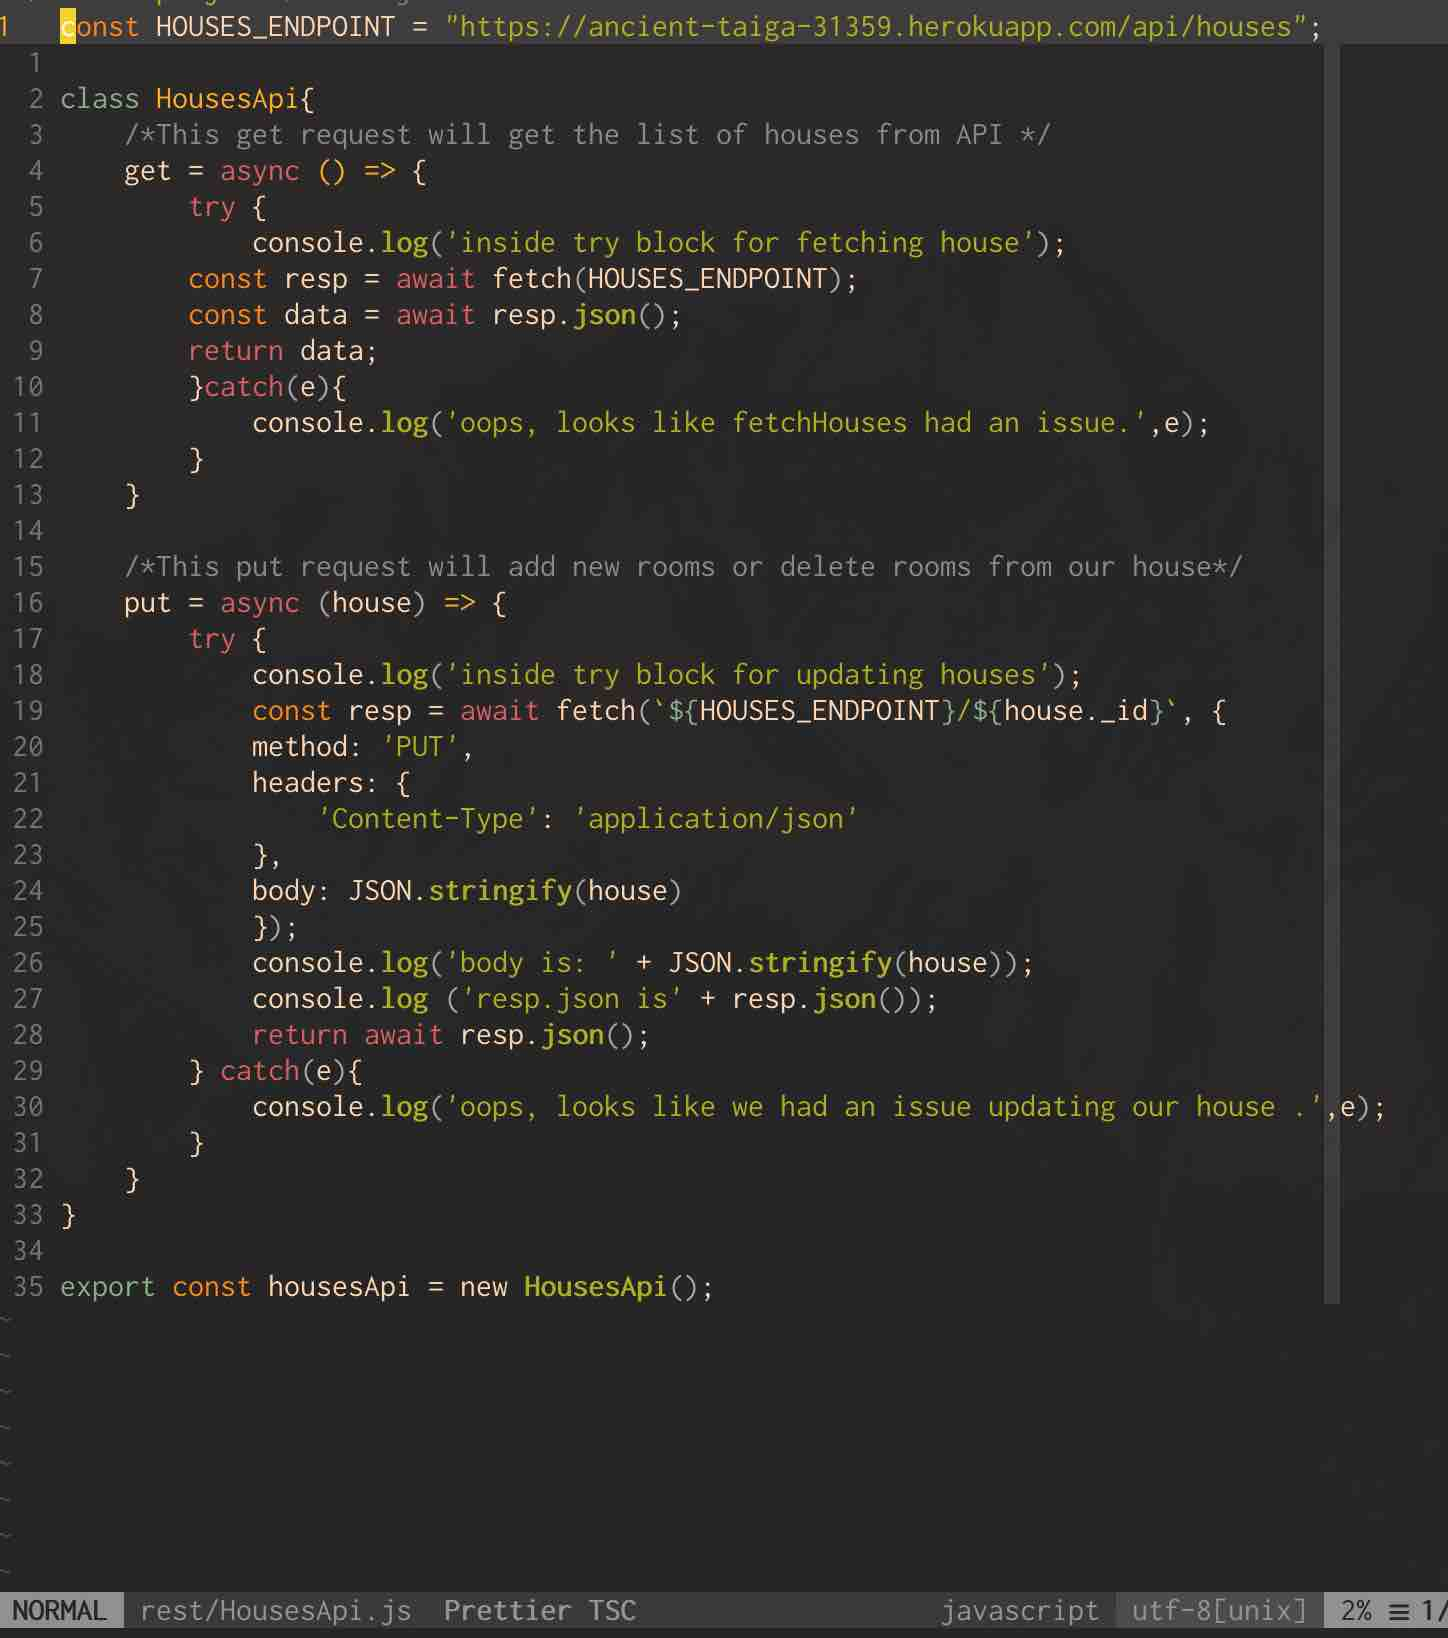 1 const HOUSES_ENDPOINT = "https://ancient-taiga-31359.herokuapp.com/api/houses";
1
2 class HousesApi{
3     /*This get request will get the list of houses from API */
4     get = async () => {
5         try {
6             console.log('inside try block for fetching house');
7         const resp = await fetch(HOUSES_ENDPOINT);
8         const data = await resp.json();
9         return data;
10         }catch(e){
11             console.log('oops, looks like fetchHouses had an issue.',e);
12         }
13     }
14
15     /*This put request will add new rooms or delete rooms from our house*/
16     put = async (house) => {
17         try {
18             console.log('inside try block for updating houses');
19             const resp = await fetch(`${HOUSES_ENDPOINT}/${house._id}`, {
20             method: 'PUT',
21             headers: {
22                 'Content-Type': 'application/json'
23             },
24             body: JSON.stringify(house)
25             });
26             console.log('body is: ' + JSON.stringify(house));
27             console.log ('resp.json is' + resp.json());
28             return await resp.json();
29         } catch(e){
30             console.log('oops, looks like we had an issue updating our house .',e);
31         }
32     }
33 }
34
35 export const housesApi = new HousesApi();
~
~
~
~
~
~
~
~
NORMAL rest/HousesApi.js Prettier TSC javascript utf-8[unix] 2% ≡ 1/